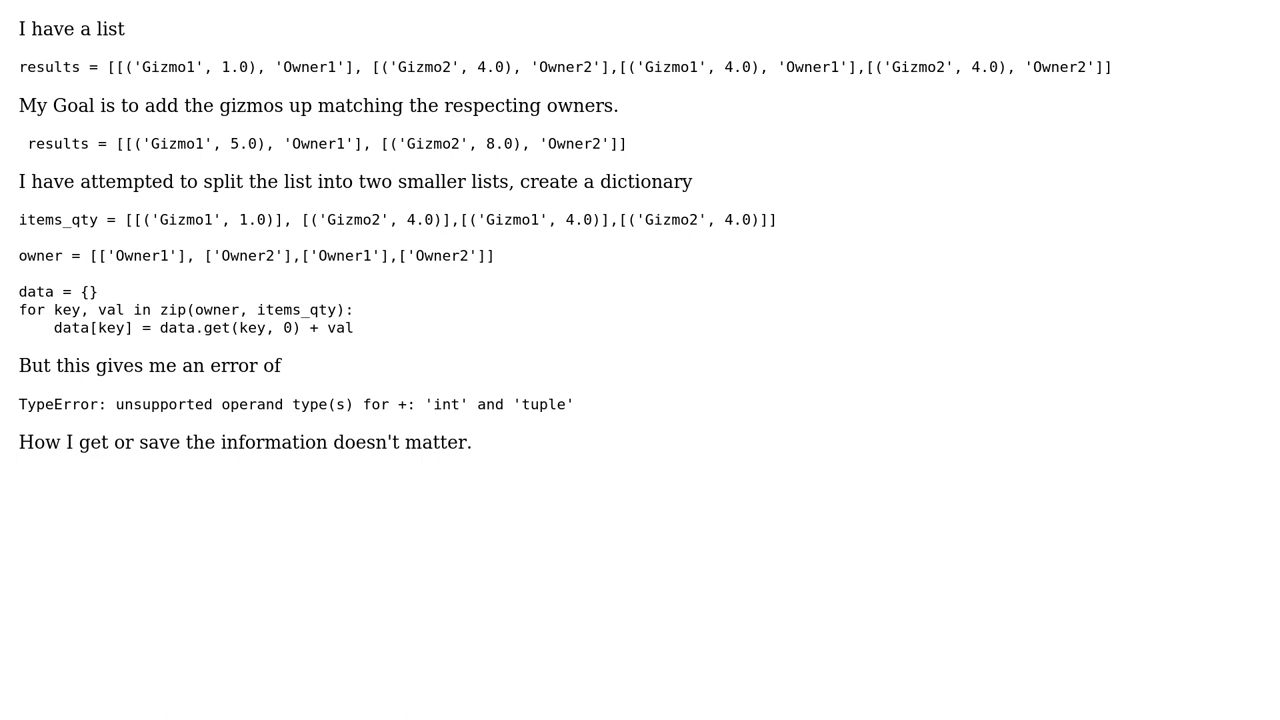 I have a list
results = [[('Gizmo1', 1.0), 'Owner1'], [('Gizmo2', 4.0), 'Owner2'],[('Gizmo1', 4.0), 'Owner1'],[('Gizmo2', 4.0), 'Owner2']]
My Goal is to add the gizmos up matching the respecting owners.
results = [[('Gizmo1', 5.0), 'Owner1'], [('Gizmo2', 8.0), 'Owner2']]
I have attempted to split the list into two smaller lists, create a dictionary
items_qty = [[('Gizmo1', 1.0)], [('Gizmo2', 4.0)],[('Gizmo1', 4.0)],[('Gizmo2', 4.0)]]
owner = [['Owner1'], ['Owner2'],['Owner1'],['Owner2']]
data = {}
for key, val in zip(owner, items_qty):
    data[key] = data.get(key, 0) + val
But this gives me an error of
TypeError: unsupported operand type(s) for +: 'int' and 'tuple'
How I get or save the information doesn't matter.